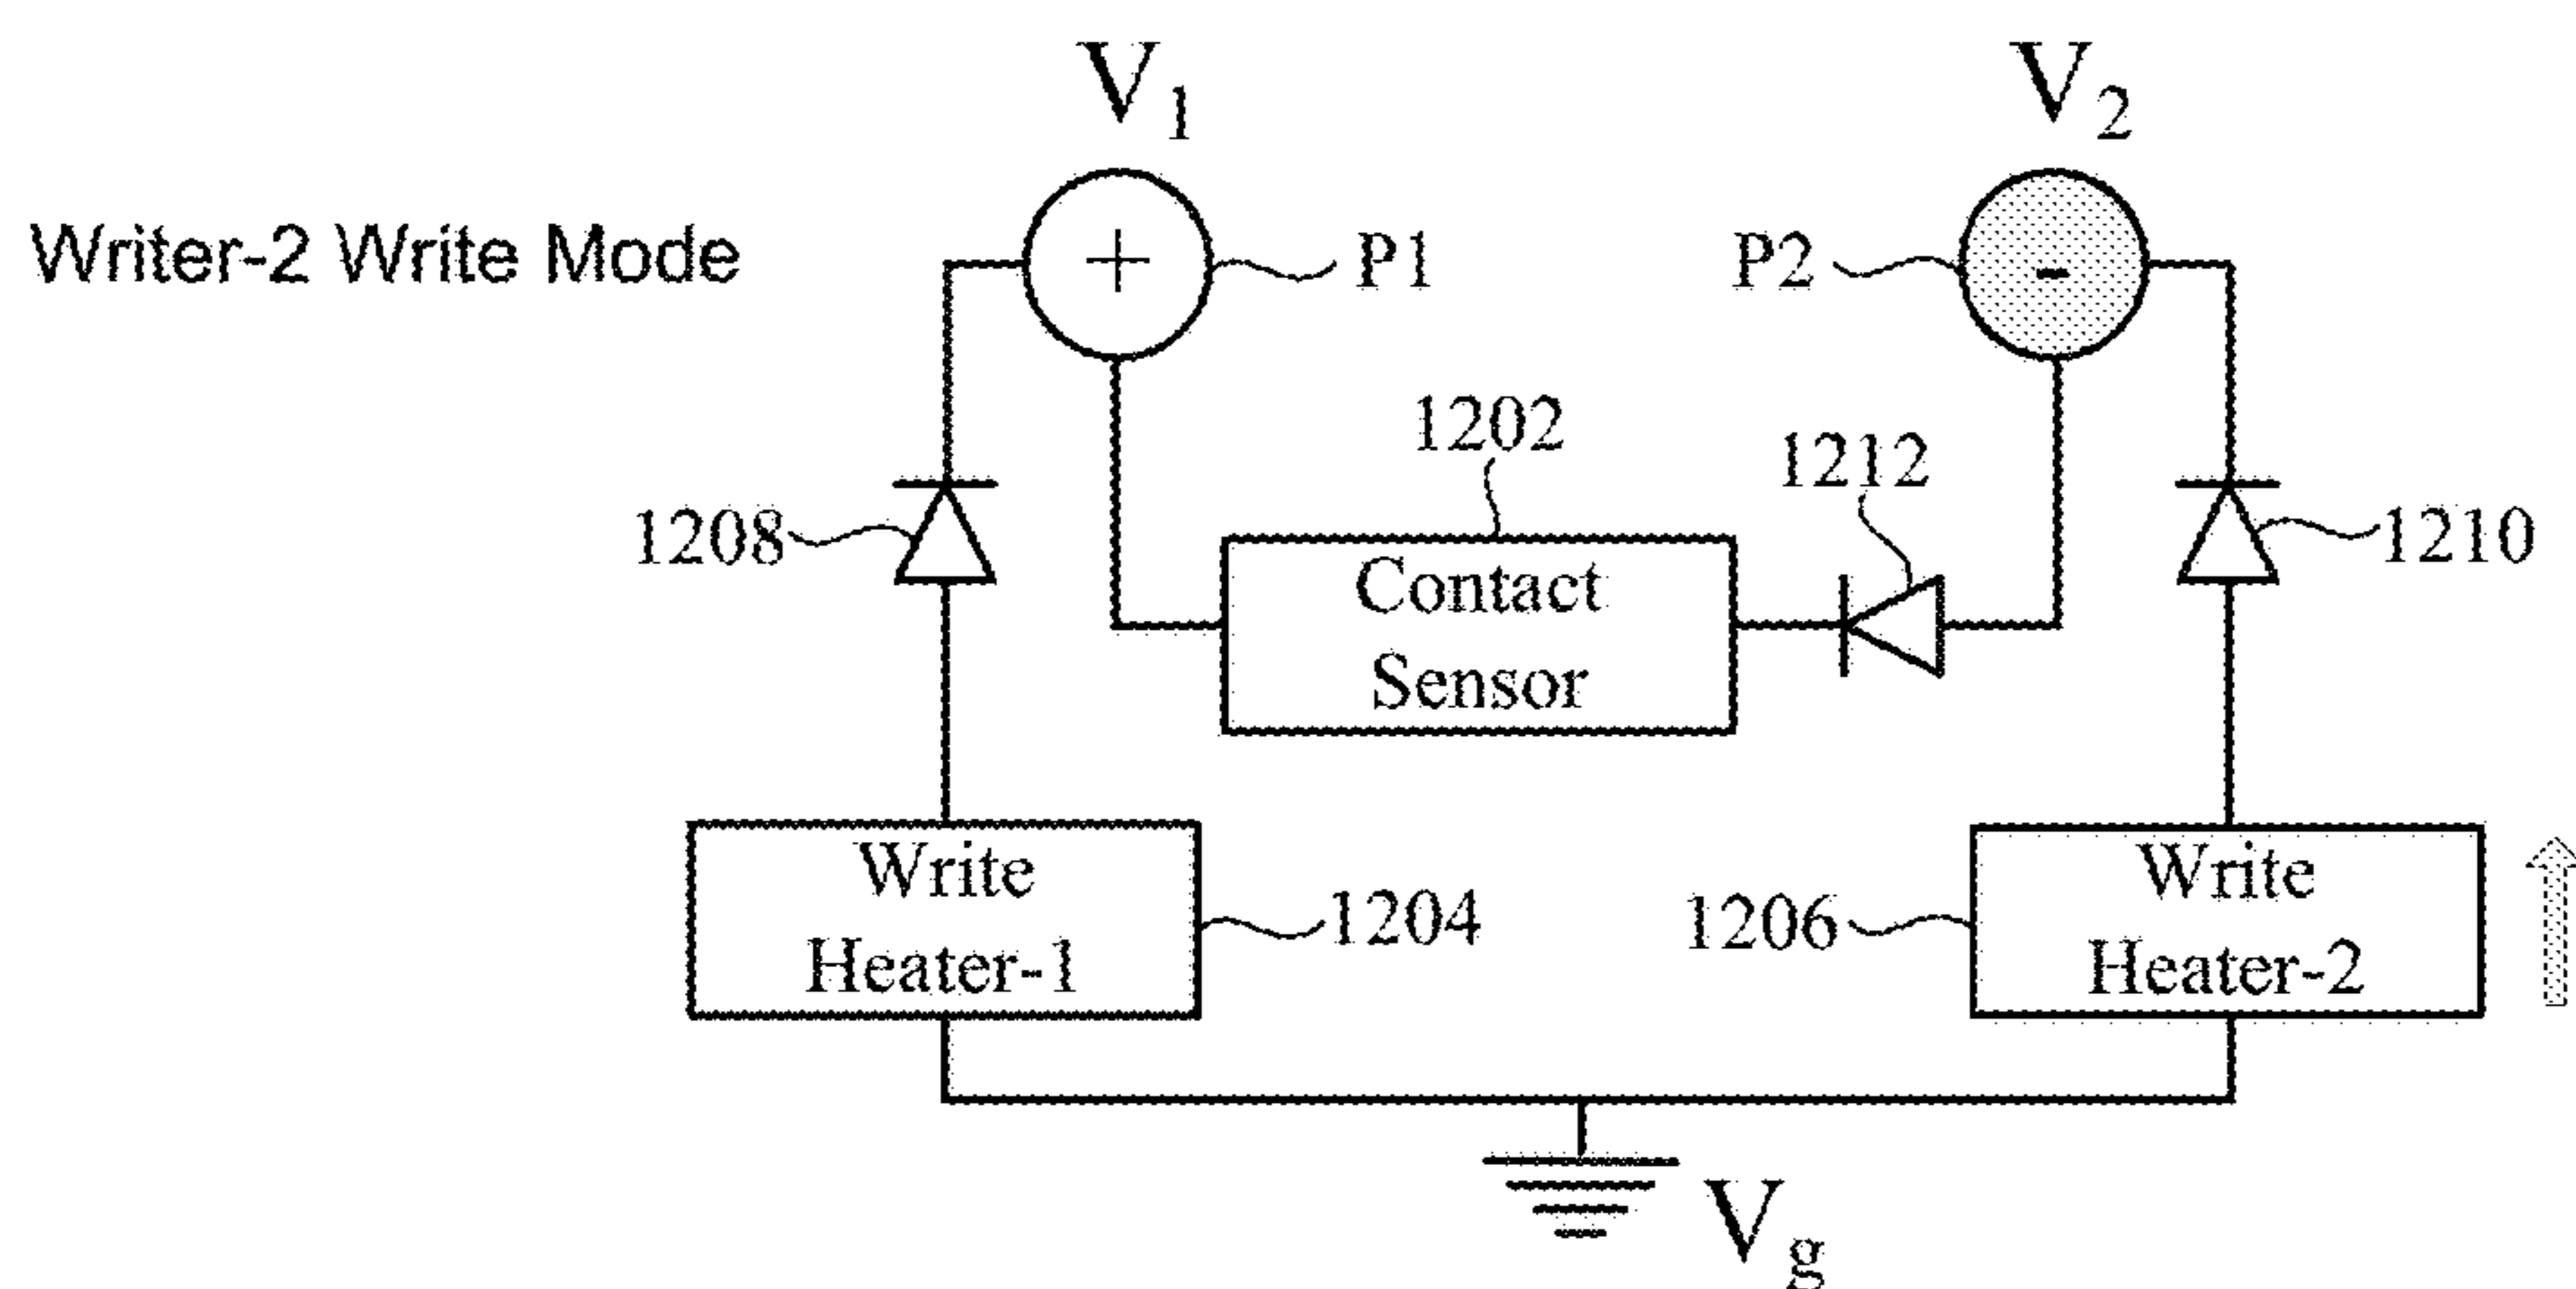 V1
V2
Writer-2 Write Mode
+
P1
P2
-
1202
1212
1208
Contact
Sensor
1210
Write
Heater-1
1204
1206
Write
Heater-2
Vg